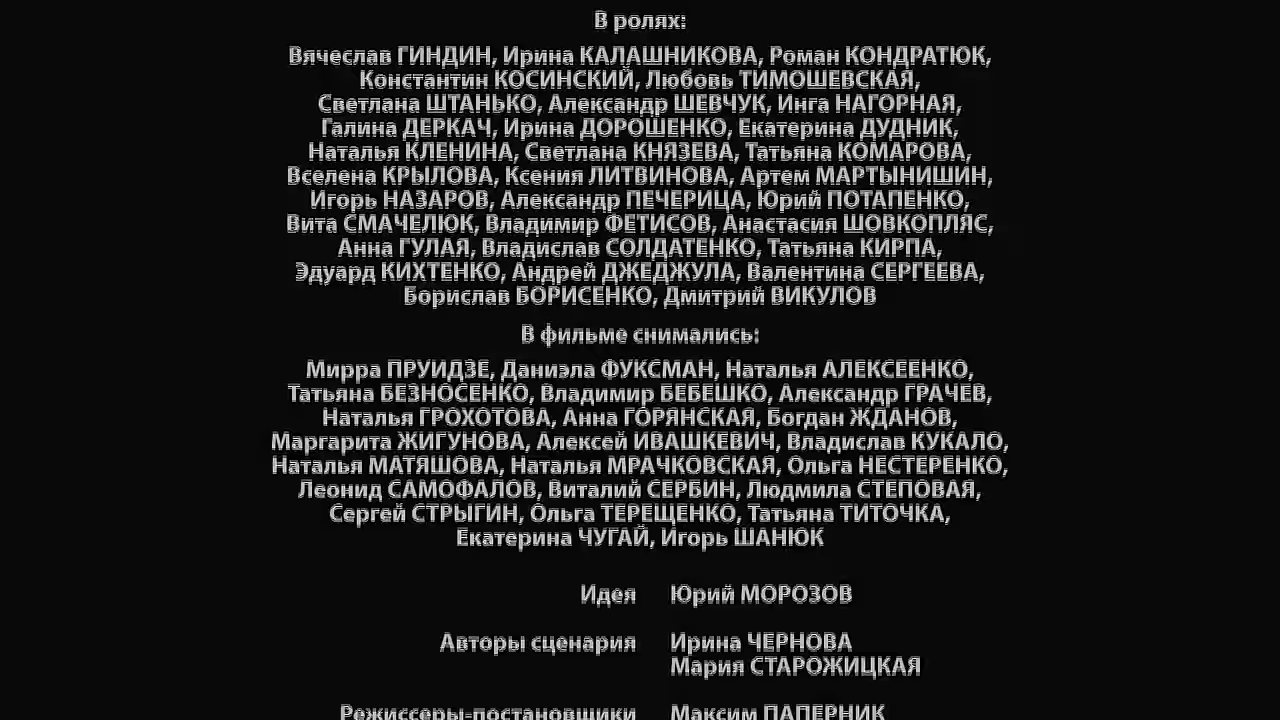 В ролях:
Вячеслав ГИНДИН, Ирина КАЛАШНИКОВА, Роман КОНДРАТЮК,
Константин КОСИНСКИЙ, Любовь ТИМОШЕВСКАЯ,
Светлана ШТАНЬКО, Александр ШЕВЧУК, Инга НАГОРНАЯ,
Галина ДЕРКАЧ, Ирина ДОРОШЕНКО, Екатерина ДУДНИК,
Наталья КЛЕНИНА, Светлана КНЯЗЕВА, Татьяна КОМАРОВА,
Вселена КРЫЛОВА, Ксения ЛИТВИНОВА, Артем МАРТЫНИШИН,
Игорь НАЗАРОВ, Александр ПЕЧЕРИЦА, Юрий ПОТАПЕНКО,
Вита СМАЧЕЛЮК, Владимир ФЕТИСОВ, Анастасия ШОВКОПЛЯС,
Анна ГУЛАЯ, Владислав СОЛДАТЕНКО, Татьяна КИРПА,
Эдуард КИХТЕНКО, Андрей ДЖЕДЖУЛА, Валентина СЕРГЕЕВА,
Борислав БОРИСЕНКО, Дмитрий ВИКУЛОВ
В фильме снимались:
Мирра ПРУИДЗЕ, Даниэла ФУКСМАН, Наталья АЛЕКСЕЕНКО,
Татьяна БЕЗНОСЕНКО, Владимир БЕБЕШКО, Александр ГРАЧЕВ,
Наталья ГРОХОТОВА, Анна ГОРЯНСКАЯ, Богдан ЖДАНОВ,
Маргарита ЖИГУНОВА, Алексей ИВАШКЕВИЧ, Владислав КУКАЛО,
Наталья МАТЯШОВА, Наталья МРАЧКОВСКАЯ, Ольга НЕСТЕРЕНКО,
Леонид САМОФАЛОВ, Виталий СЕРБИН, Людмила СТЕПОВАЯ,
Сергей СТРЫГИН, Ольга ТЕРЕЩЕНКО, Татьяна ТИТОЧКА,
Екатерина ЧУГАЙ, Игорь ШАНЮК
Идея Юрий МОРОЗОВ
Авторы сценария Ирина ЧЕРНОВА
Мария СТАРОЖИЦКАЯ
Режиссеры-постановщики Максим ПАПЕРНИК